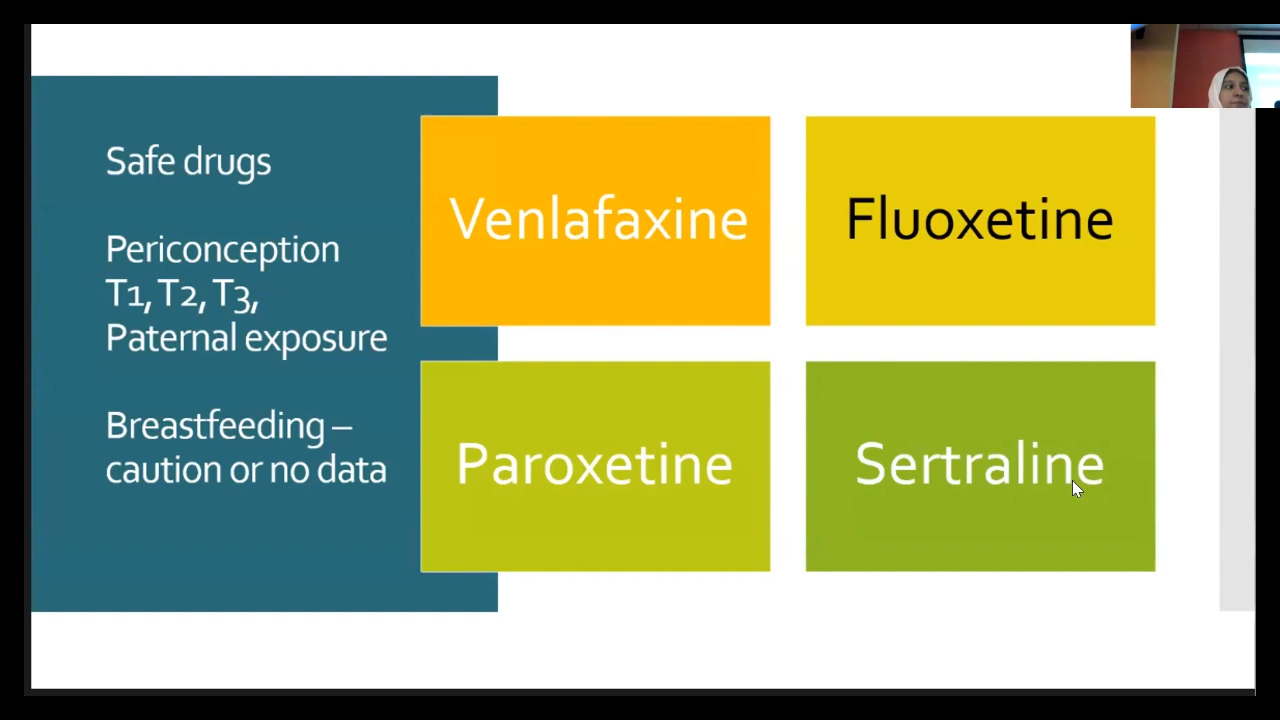 Safe drugs
Periconception
T1, T2, T3,
Paternal exposure
Breastfeeding –
caution or no data
Venlafaxine
Fluoxetine
Paroxetine
Sertraline